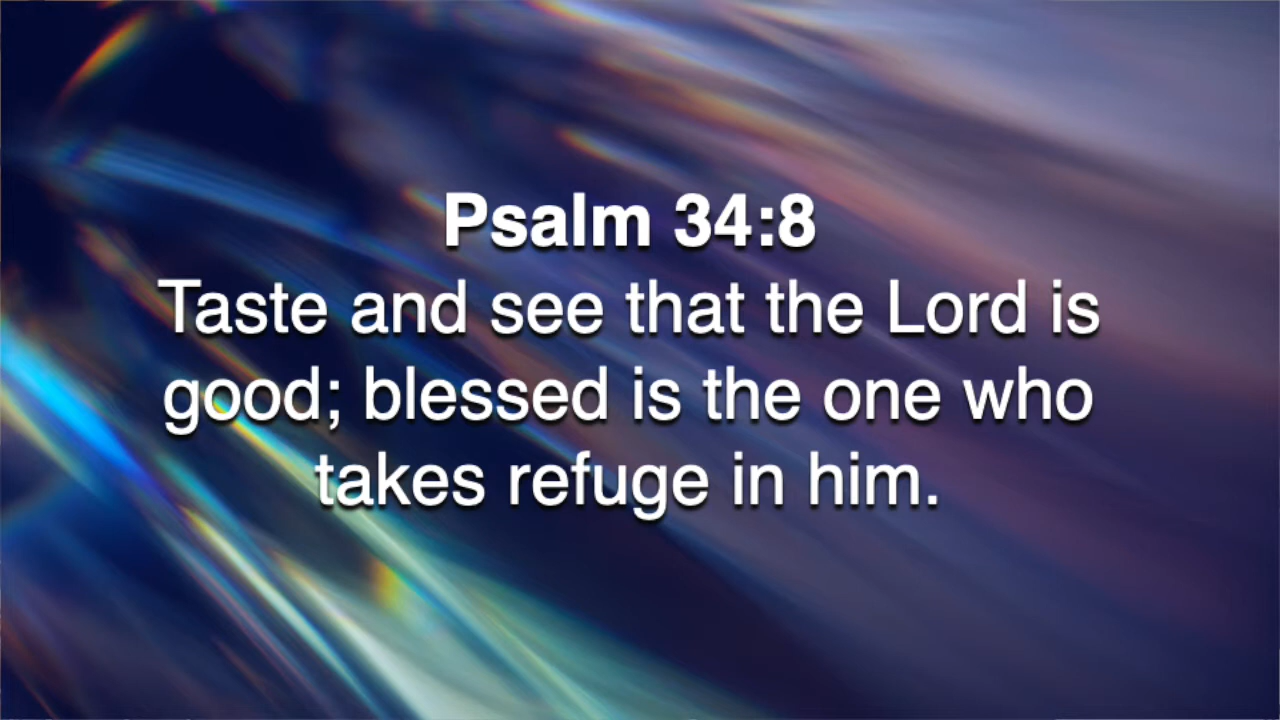 Psalm 34:8
Taste and see that the Lord is
good; blessed is the one who
takes refuge in him.